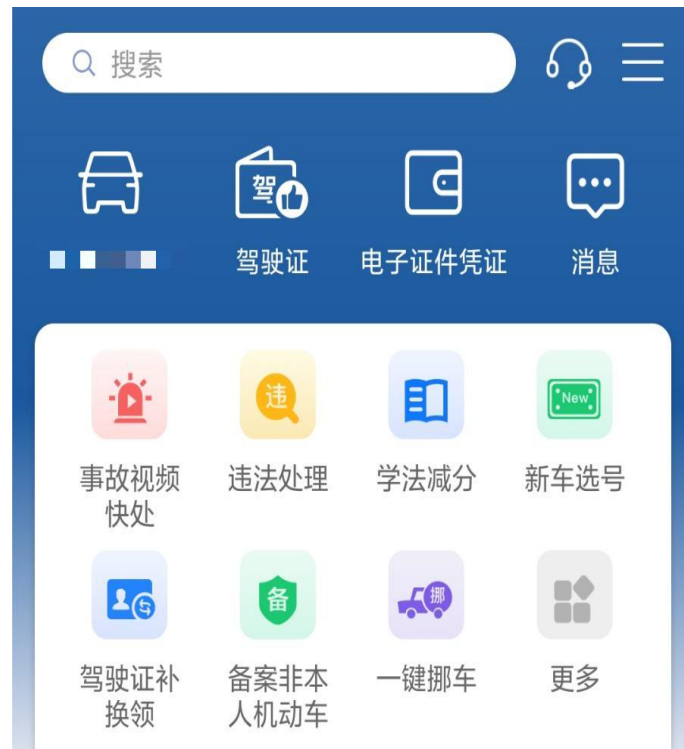 搜索
驾
驾驶证
电子证件凭证
消息
违
New
事故视频
快处
违法处理
学法减分
新车选号
备
挪
驾驶证补
换领
备案非本
人机动车
一键挪车
更多